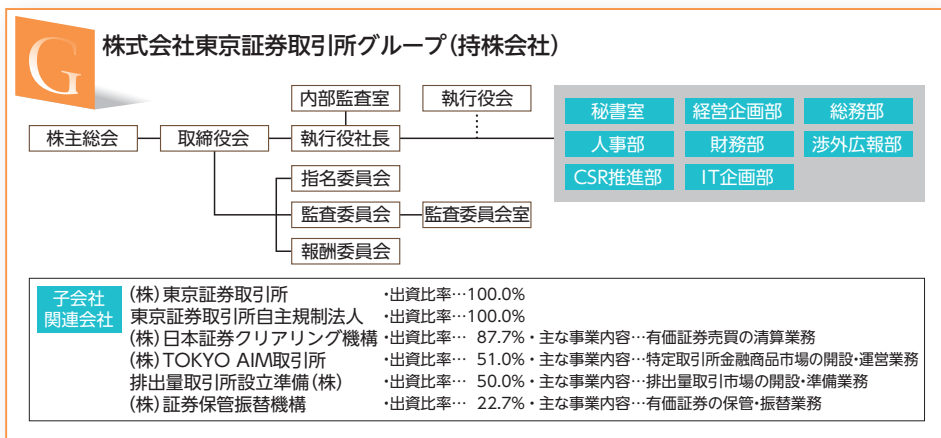 G
株式会社東京証券取引所グループ(持株会社)
内部監査室 執行役会
株主総会 取締役会 執行役社長
秘書室 経営企画部 総務部
人事部 財務部 渉外広報部
CSR推進部 IT企画部
指名委員会
監査委員会 監査委員会室
報酬委員会
子会社
関連会社
(株)東京証券取引所 ・出資比率…100.0%
東京証券取引所自主規制法人 ・出資比率…100.0%
(株)日本証券クリアリング機構 ・出資比率… 87.7%・主な事業内容…有価証券売買の清算業務
(株)TOKYO AIM取引所 ・出資比率… 51.0%・主な事業内容…特定取引所金融商品市場の開設・運営業務
排出量取引所設立準備(株) ・出資比率… 50.0%・主な事業内容…排出量取引市場の開設・準備業務
(株)証券保管振替機構 ・出資比率… 22.7%・主な事業内容…有価証券の保管・振替業務